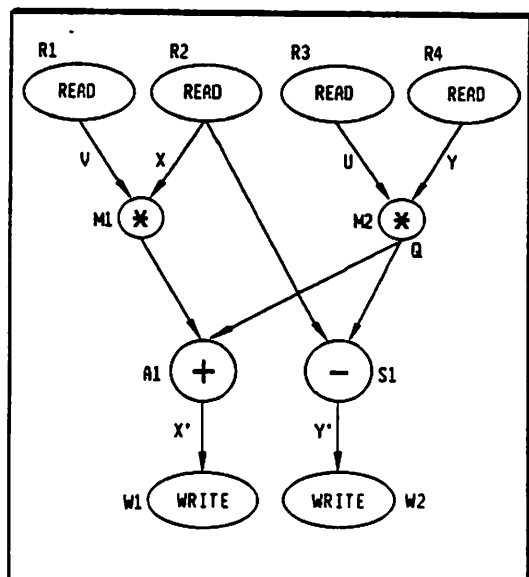 R1 R2 R3 R4
READ READ READ READ
V X U Y
M1 * M2 *
Q
A1 + - S1
X' Y'
W1 WRITE WRITE W2